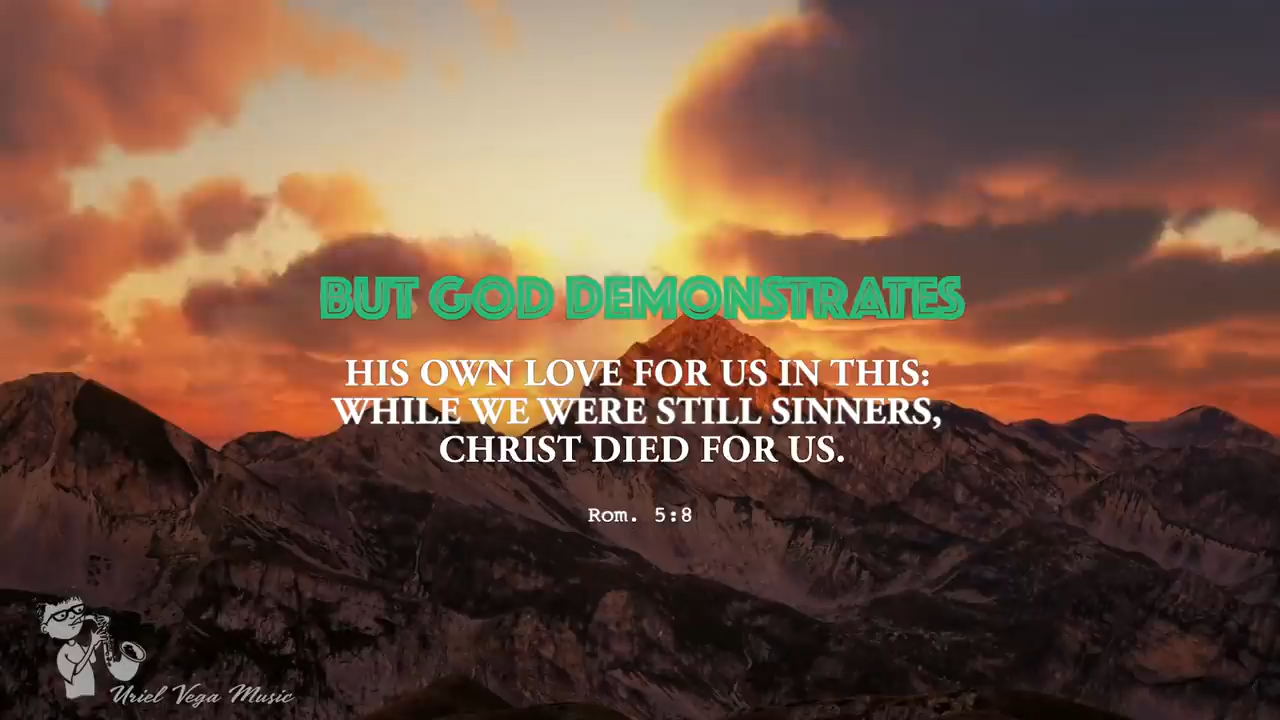 BUT GOD DEMONSTRATES
HIS OWN LOVE FOR US IN THIS:
WHILE WE WERE STILL SINNERS,
CHRIST DIED FOR US.
Rom. 5:8
Uriel Vega Music